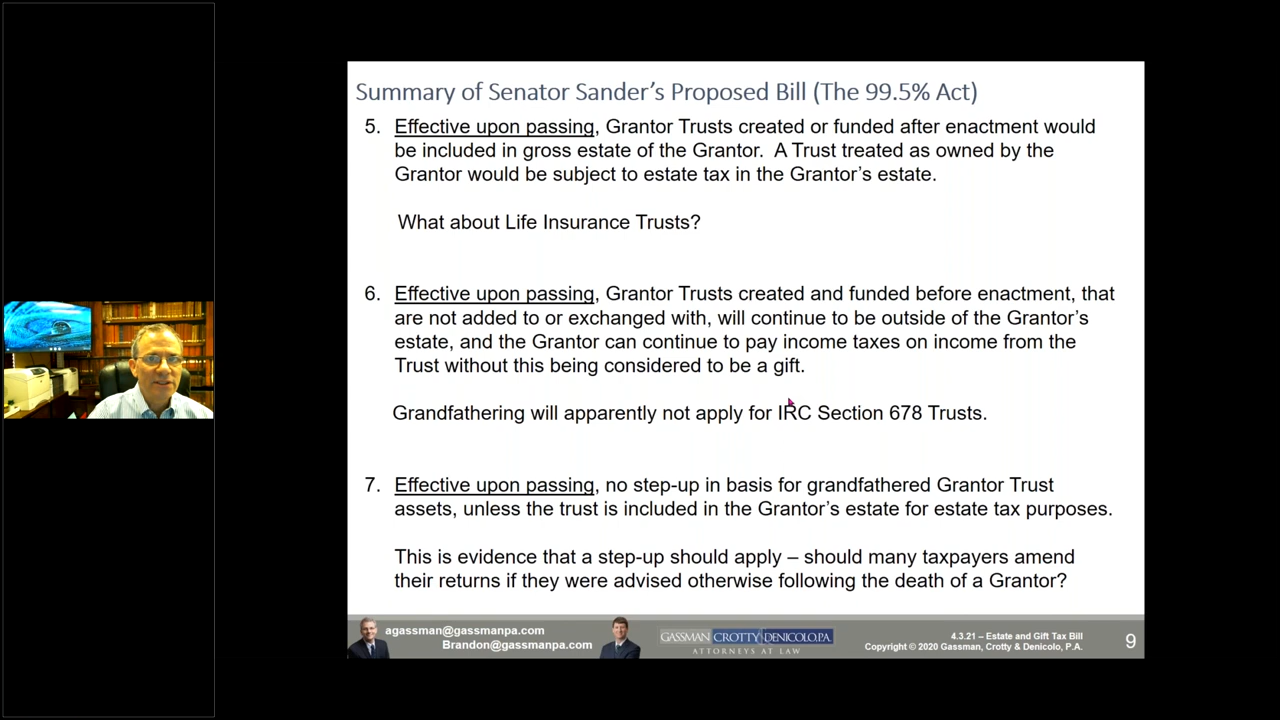 Summary of Senator Sander's Proposed Bill (The 99.5% Act)
5. Effective upon passing, Grantor Trusts created or funded after enactment would
be included in gross estate of the Grantor. A Trust treated as owned by the
Grantor would be subject to estate tax in the Grantor's estate.
What about Life Insurance Trusts?
6. Effective upon passing, Grantor Trusts created and funded before enactment, that
are not added to or exchanged with, will continue to be outside of the Grantor's
estate, and the Grantor can continue to pay income taxes on income from the
Trust without this being considered to be a gift.
Grandfathering will apparently not apply for IRC Section 678 Trusts.
7. Effective upon passing, no step-up in basis for grandfathered Grantor Trust
assets, unless the trust is included in the Grantor's estate for estate tax purposes.
This is evidence that a step-up should apply – should many taxpayers amend
their returns if they were advised otherwise following the death of a Grantor?
agassman@gassmanpa.com
Brandon@gassmanpa.com
GASSMAN CROTTY DENICOLO, P.A.
ATTORNEYS AT LAW
4.3.21 – Estate and Gift Tax Bill
Copyright © 2020 Gassman, Crotty & Denicolo, P.A.
9